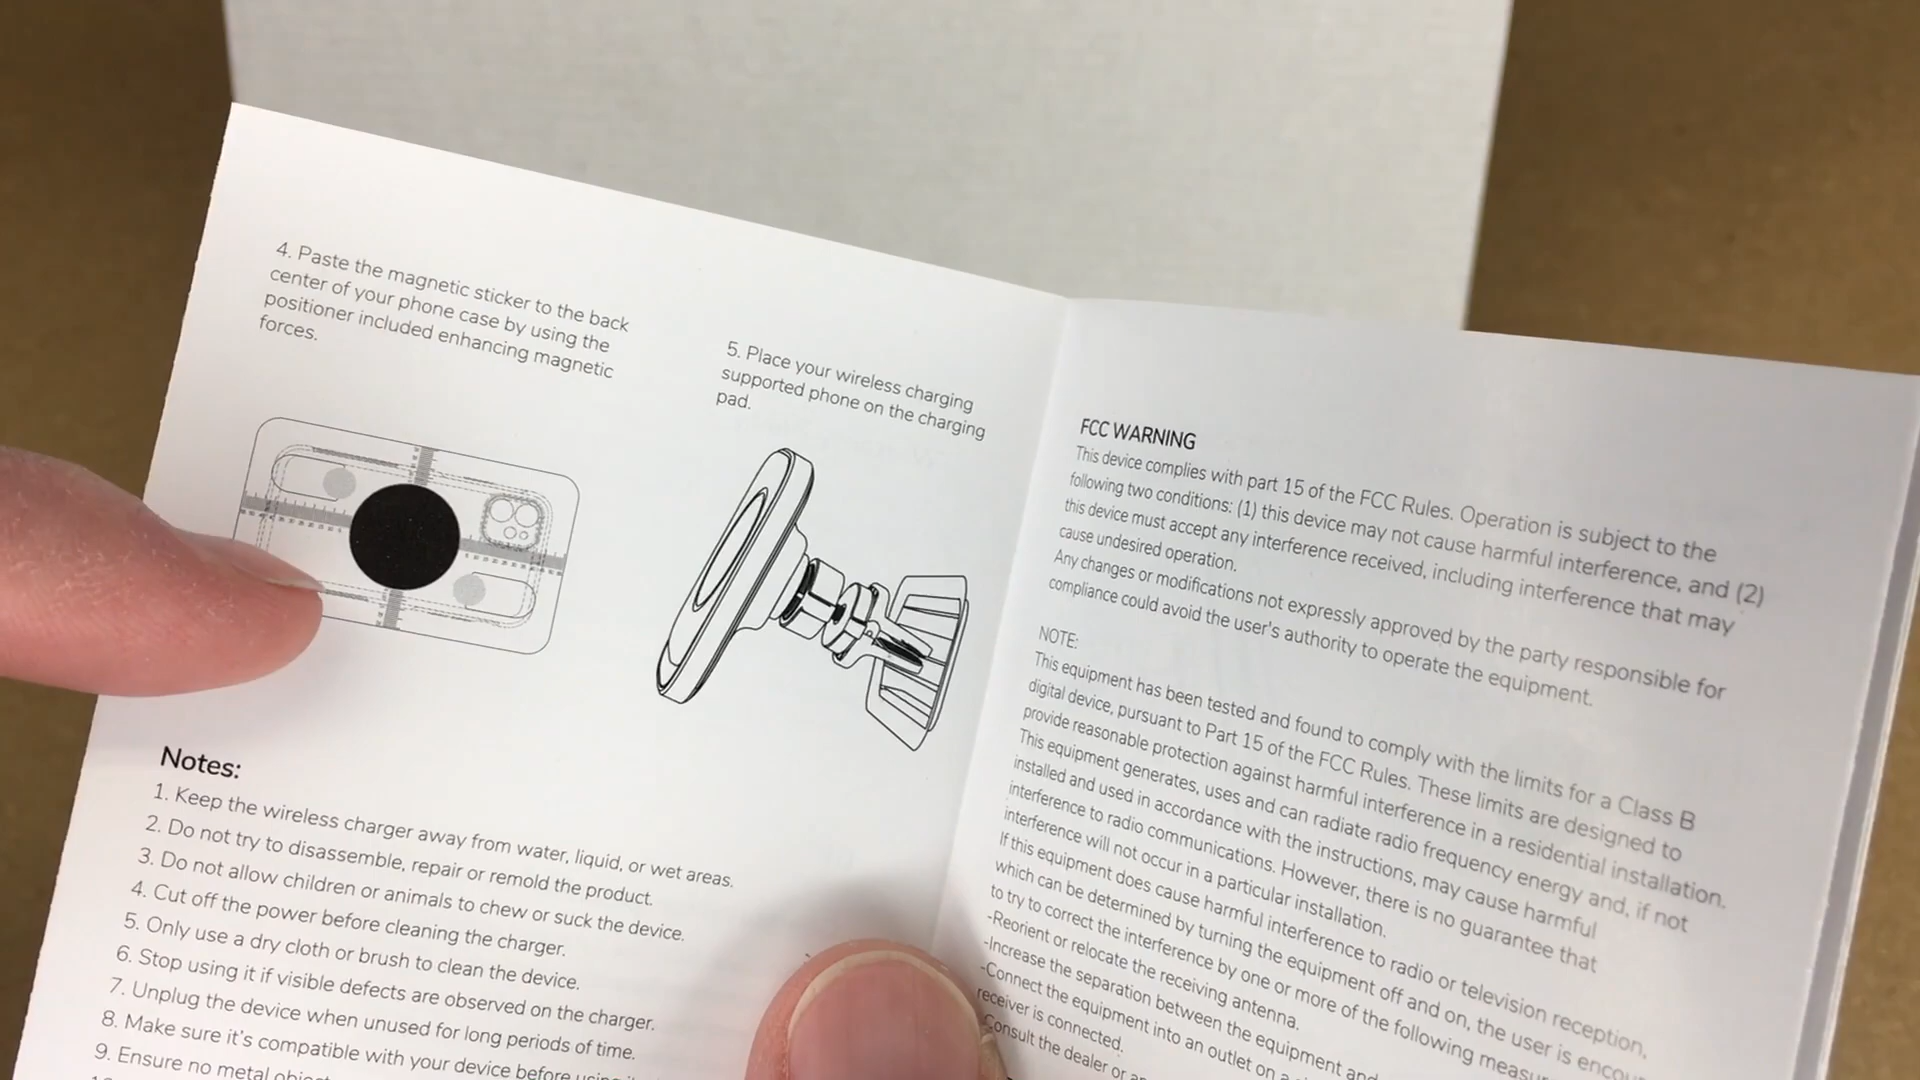 4. Paste the magnetic sticker to the back
center of your phone case by using the
positioner included enhancing magnetic
forces.
5. Place your wireless charging
supported phone on the charging
pad.
Notes:
1. Keep the wireless charger away from water, liquid, or wet areas.
2. Do not try to disassemble, repair or remold the product.
3. Do not allow children or animals to chew or suck the device.
4. Cut off the power before cleaning the charger.
5. Only use a dry cloth or brush to clean the device.
6. Stop using it if visible defects are observed on the charger.
7. Unplug the device when unused for long periods of time.
8. Make sure it's compatible with your device before using
9. Ensure no metal
FCC WARNING
This device complies with part 15 of the FCC Rules. Operation is subject to the
following two conditions: (1) this device may not cause harmful interference, and (2)
this device must accept any interference received, including interference that may
cause undesired operation.
Any changes or modifications not expressly approved by the party responsible for
compliance could avoid the user's authority to operate the equipment.
NOTE:
This equipment has been tested and found to comply with the limits for a Class B
digital device, pursuant to Part 15 of the FCC Rules. These limits are designed to
provide reasonable protection against harmful interference in a residential installation.
This equipment generates, uses and can radiate radio frequency energy and, if not
installed and used in accordance with the instructions, may cause harmful
interference to radio communications. However, there is no guarantee that
interference will not occur in a particular installation.
If this equipment does cause harmful interference to radio or television reception,
which can be determined by turning the equipment off and on, the user is
to try to correct the interference by one or more of the following
-Reorient or relocate the receiving antenna.
-Increase the separation between the equipment and
-Connect the equipment into an outlet on a
receiver is connected.
Consult the dealer or